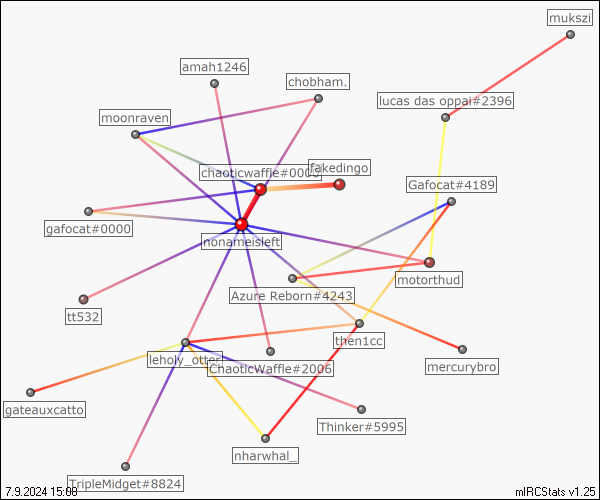 mukszi
amah1246
chobham.
lucas das oppai#2396
moonraven
chaoticwaffle#0000
fakedingo
Gafocat#4189
gafocat#0000
nonameisleft
motorthud
Azure Reborn#4243
tt532
then1cc
leholy_otter
ChaoticWaffle#2006
mercurybro
gateauxcatto
Thinker#5995
nharwhal_
TripleMidget#8824
7.9.2024 15:08
mIRCStats v1.25